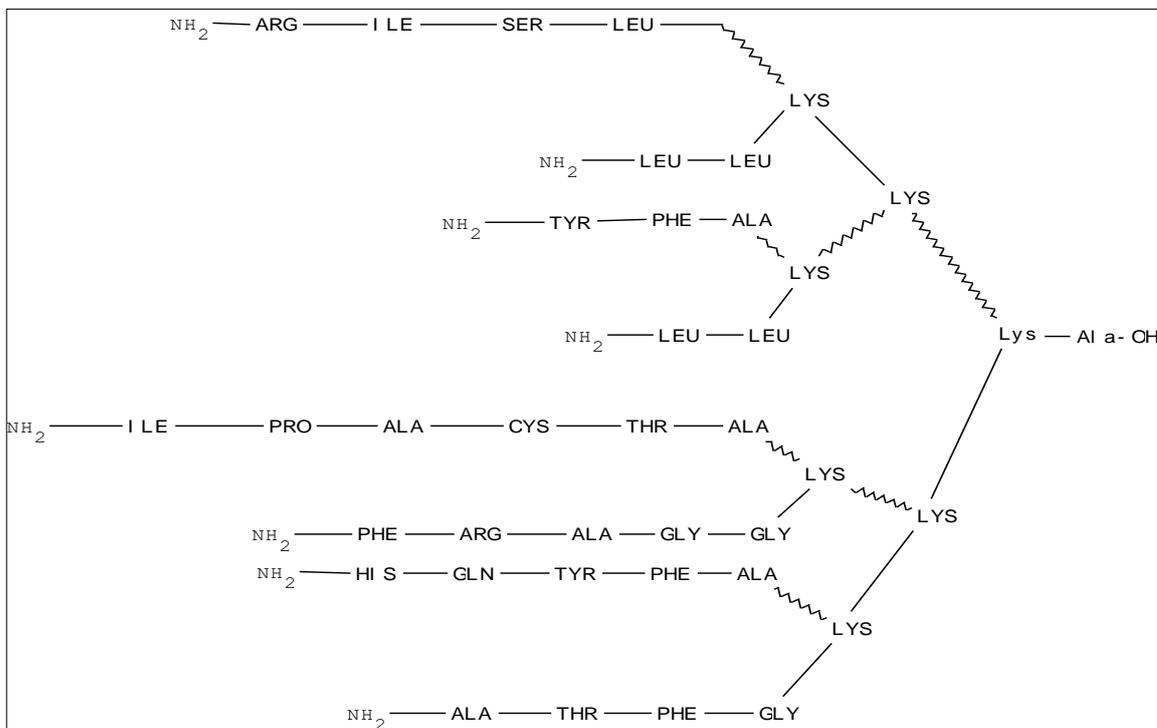 NH2 ARG ILE SER LEU
LYS
NH2 LEU LEU
LYS
NH2 TYR PHE ALA
LYS
NH2 LEU LEU
Lys Ala-OH
NH2 ILE PRO ALA CYS THR ALA
LYS
LYS
NH2 PHE ARG ALA GLY GLY
NH2 HIS GLN TYR PHE ALA
LYS
NH2 ALA THR PHE GLY